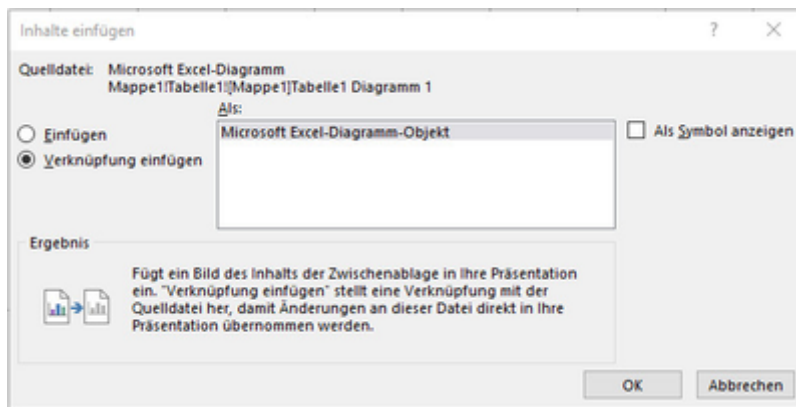 Inhalte einfügen
?
Quelldatei: Microsoft Excel-Diagramm
Mappe1!Tabelle1![Mappe1]Tabelle1 Diagramm 1
Als:
Einfügen
Microsoft Excel-Diagramm-Objekt
Als Symbol anzeigen
Verknüpfung einfügen
Ergebnis
Fügt ein Bild des Inhalts der Zwischenablage in Ihre Präsentation
ein. "Verknüpfung einfügen" stellt eine Verknüpfung mit der
Quelldatei her, damit Änderungen an dieser Datei direkt in Ihre
Präsentation übernommen werden.
OK
Abbrechen